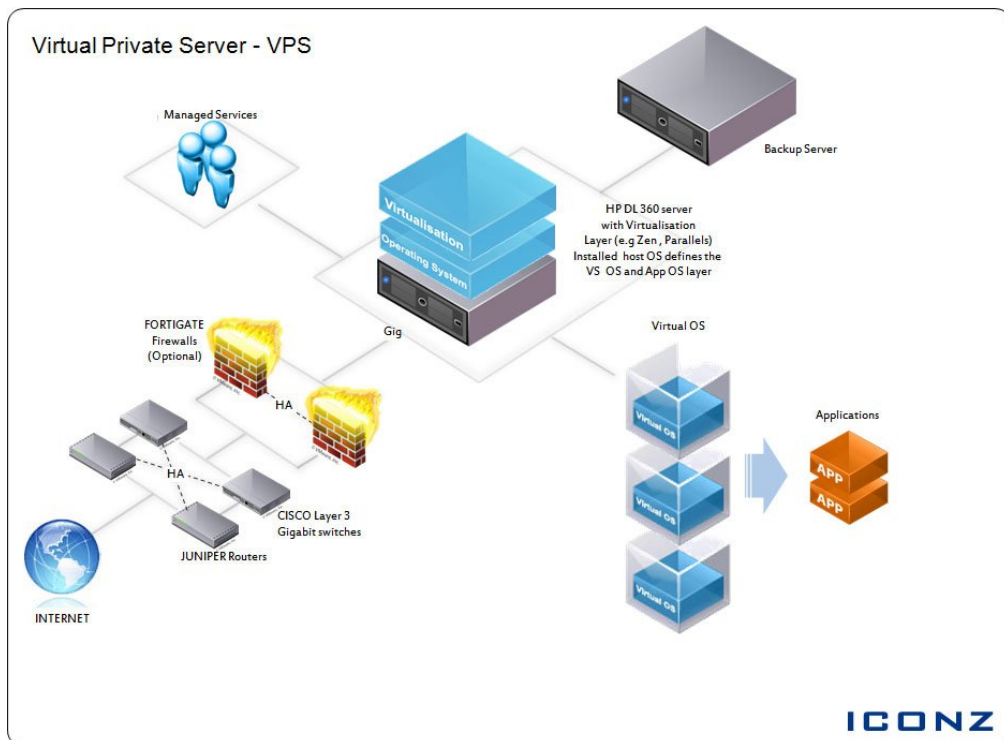 Virtual Private Server - VPS
Managed Services
Backup Server
Virtualisation
Operating System
HP DL360 server
with Virtualisation
Layer (e.g Zen , Parallels)
Installed host OS defines the
VS OS and App OS layer
Gig
FORTIGATE
Firewalls
(Optional)
HA
HA
CISCO Layer 3
Gigabit switches
JUNIPER Routers
INTERNET
Virtual OS
Virtual OS
Virtual OS
Virtual OS
Applications
APP
APP
ICONZ